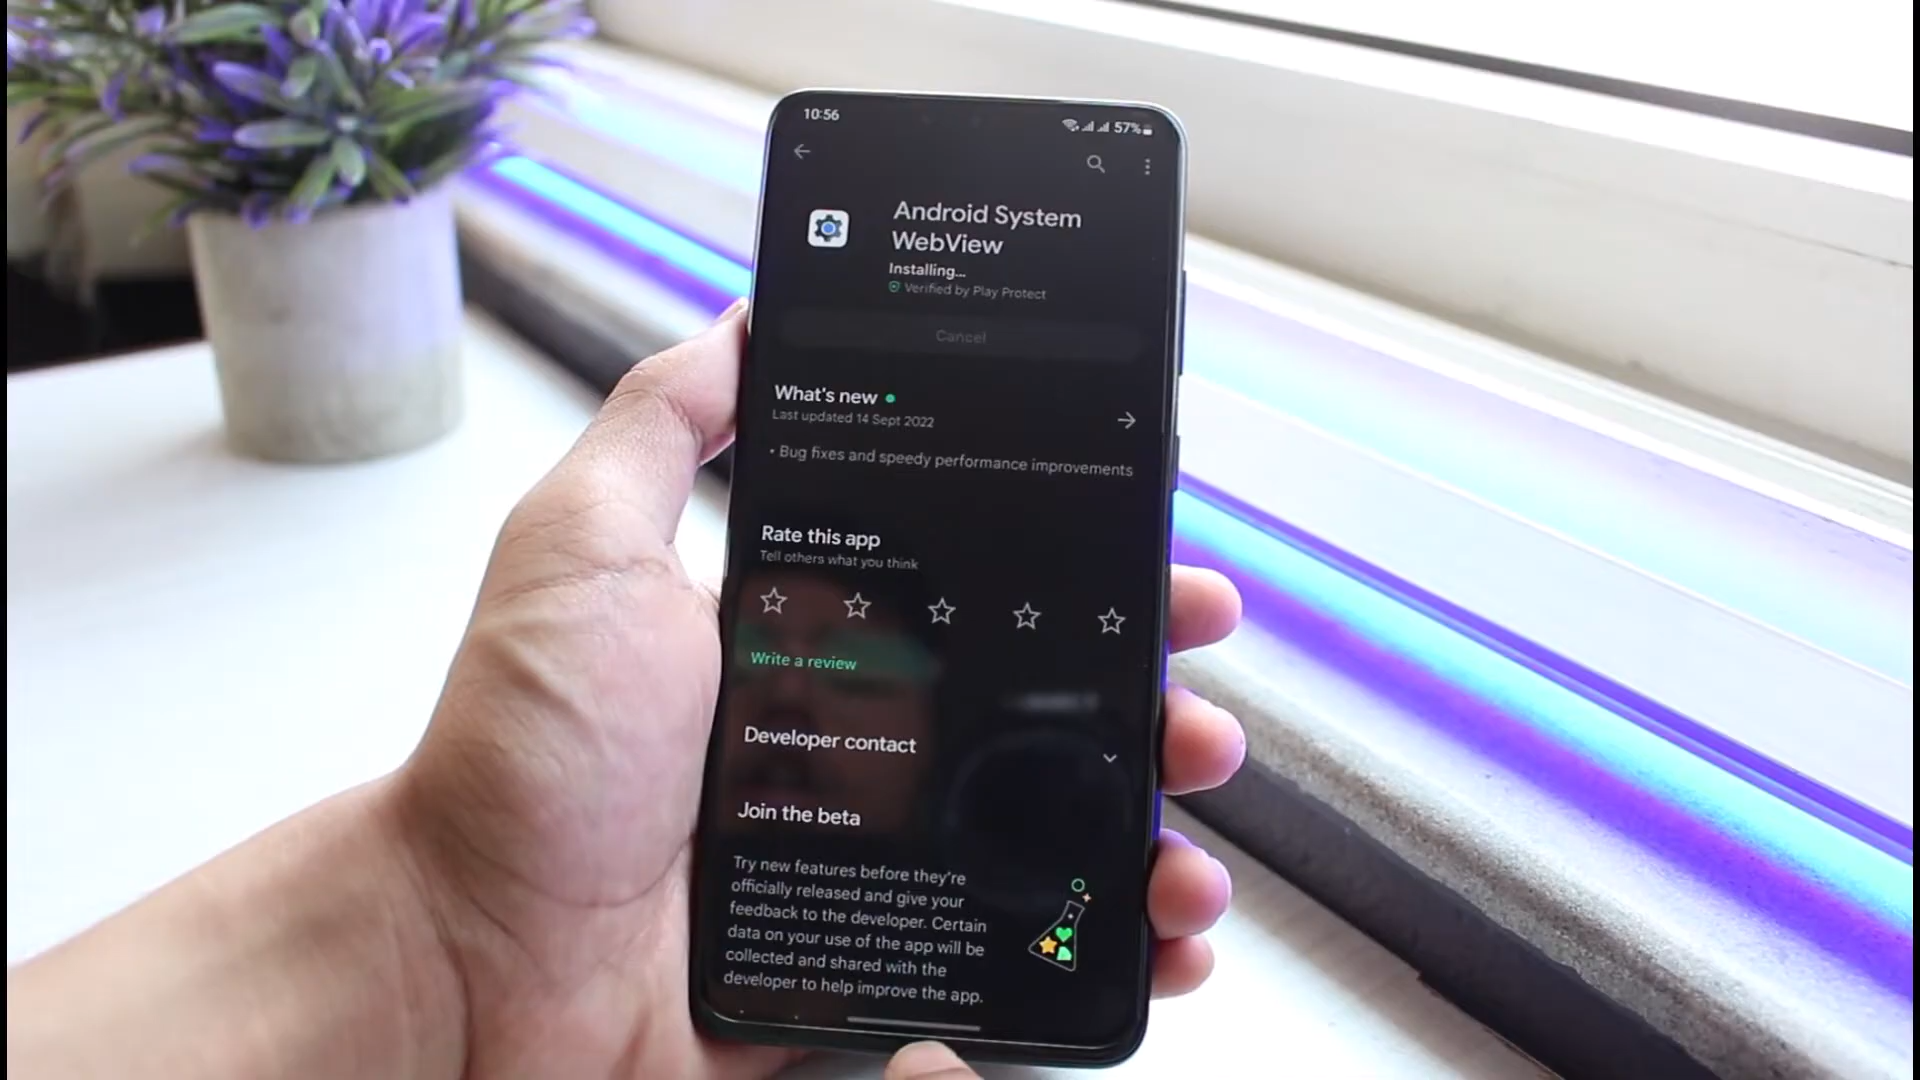 10:56
57%
Android System
WebView
Installing...
Verified by Play Protect
Cancel
What's new
Last updated 14 Sept 2022
• Bug fixes and speedy performance improvements
Rate this app
Tell others what you think
Write a review
Developer contact
Join the beta
Try new features before they're
officially released and give your
feedback to the developer. Certain
data on your use of the app will be
collected and shared with the
developer to help improve the app.